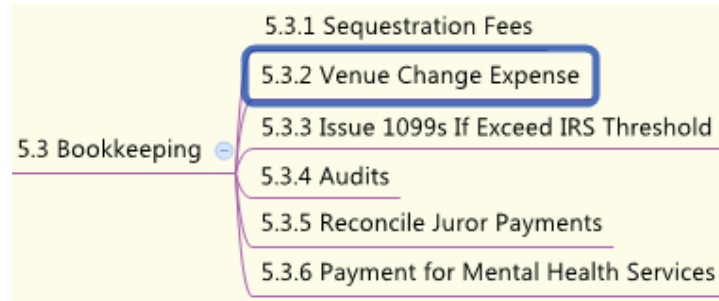 5.3 Bookkeeping
5.3.1 Sequestration Fees
5.3.2 Venue Change Expense
5.3.3 Issue 1099s If Exceed IRS Threshold
5.3.4 Audits
5.3.5 Reconcile Juror Payments
5.3.6 Payment for Mental Health Services